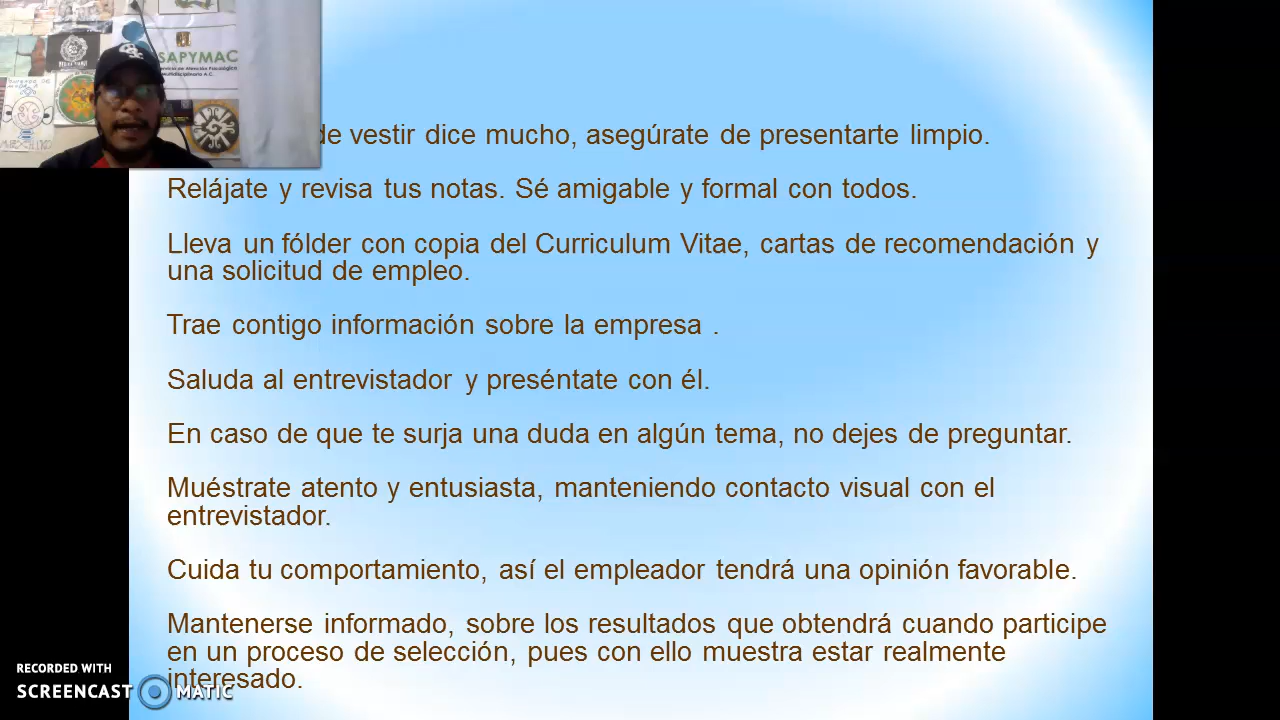 SAPYMAC
de vestir dice mucho, asegúrate de presentarte limpio.
Relájate y revisa tus notas. Sé amigable y formal con todos.
Lleva un fólder con copia del Curriculum Vitae, cartas de recomendación y
una solicitud de empleo.
Trae contigo información sobre la empresa .
Saluda al entrevistador y preséntate con él.
En caso de que te surja una duda en algún tema, no dejes de preguntar.
Muéstrate atento y entusiasta, manteniendo contacto visual con el
entrevistador.
Cuida tu comportamiento, así el empleador tendrá una opinión favorable.
Mantenerse informado, sobre los resultados que obtendrá cuando participe
en un proceso de selección, pues con ello muestra estar realmente
interesado.
RECORDED WITH
SCREENCAST MATIC